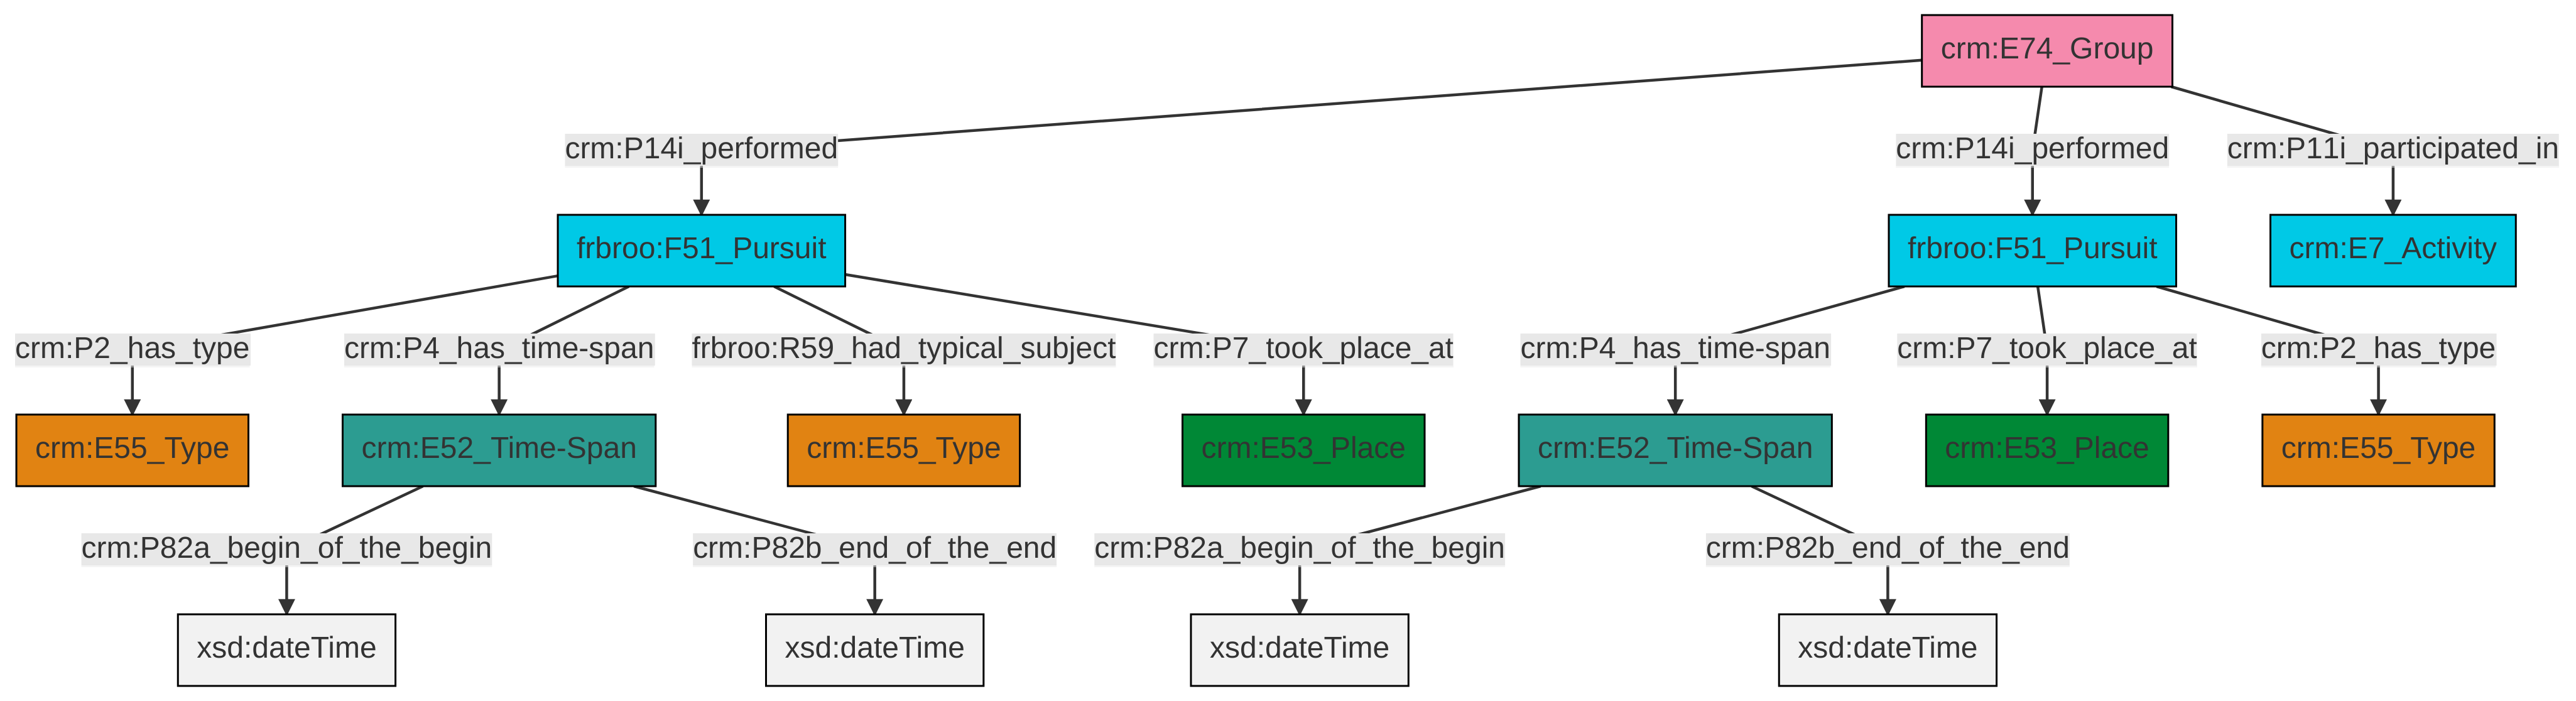 crm:E74_Group
crm:P14i_performed
crm:P14i_performed
crm:P11i_participated_in
frbroo:F51_Pursuit
frbroo:F51_Pursuit
crm:E7_Activity
crm:P2_has_type
crm:P4_has_time-span
frbroo:R59_had_typical_subject
crm:P7_took_place_at
crm:P4_has_time-span
crm:P7_took_place_at
crm:P2_has_type
crm:E55_Type
crm:E52_Time-Span
crm:E55_Type
crm:E53_Place
crm:E52_Time-Span
crm:E53_Place
crm:E55_Type
crm:P82a_begin_of_the_begin
crm:P82b_end_of_the_end
crm:P82a_begin_of_the_begin
crm:P82b_end_of_the_end
xsd:dateTime
xsd:dateTime
xsd:dateTime
xsd:dateTime